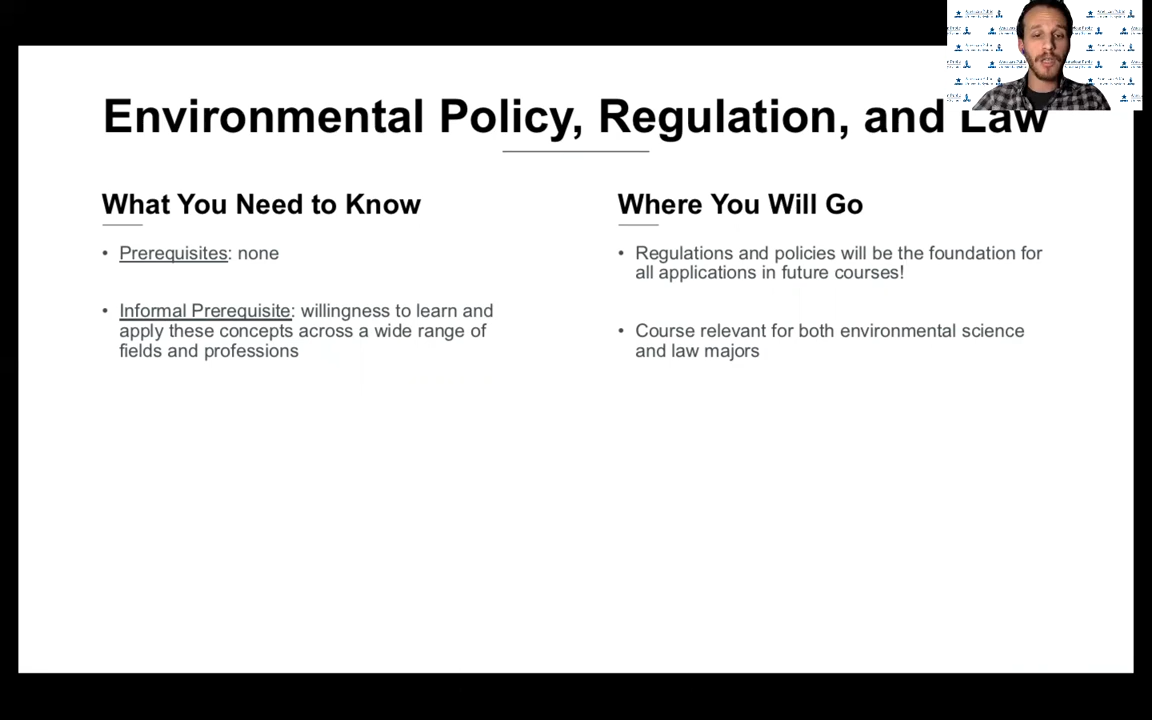 Environmental Policy, Regulation, and Law
What You Need to Know
• Prerequisites: none
• Informal Prerequisite: willingness to learn and
apply these concepts across a wide range of
fields and professions
Where You Will Go
• Regulations and policies will be the foundation for
all applications in future courses!
• Course relevant for both environmental science
and law majors